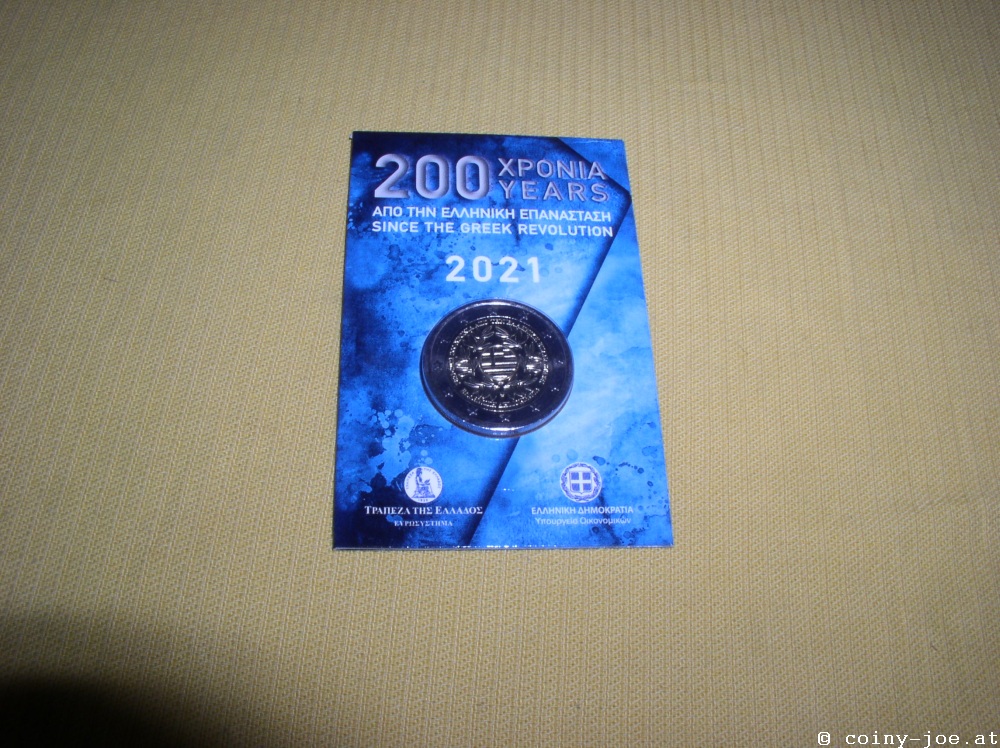 200 ΧΡΟΝΙΑ
YEARS
ΑΠΟ ΤΗΝ ΕΛΛΗΝΙΚΗ ΕΠΑΝΑΣΤΑΣΗ
SINCE THE GREEK REVOLUTION
2021
ΤΡΑΠΕΖΑ ΤΗΣ ΕΛΛΑΔΟΣ
ΕΥΡΩΣΥΣΤΗΜΑ
ΕΛΛΗΝΙΚΗ ΔΗΜΟΚΡΑΤΙΑ
Υπουργείο Οικονομικών
© coiny-joe.at